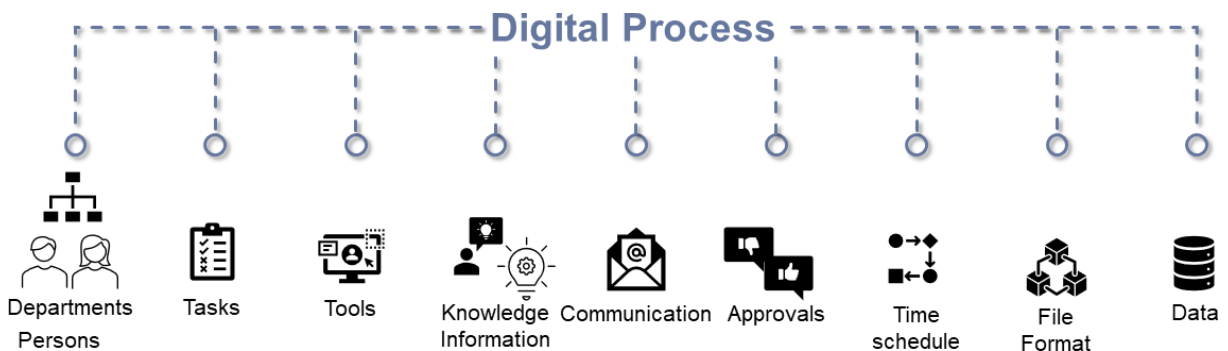 Digital Process
@
Departments
Persons
Tasks
Tools
Knowledge
Information
Communication
Approvals
Time
schedule
File
Format
Data